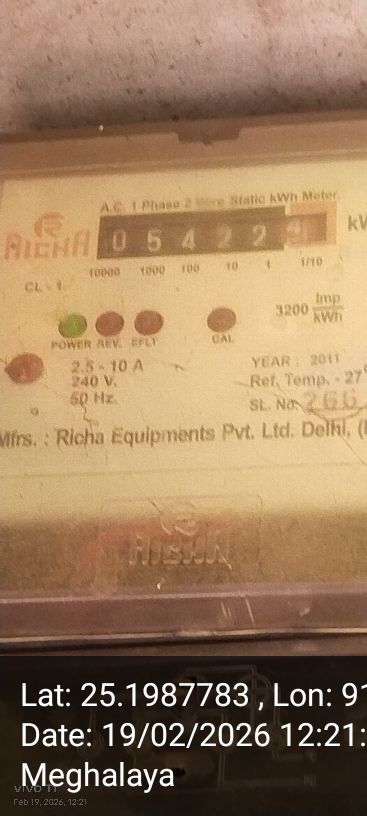 A.C. 1 Phase 2 Wire Static kWh Meter
RICHA
0 5 4 2 2
kW
10000 1000 100 10 1 1/10
CL - 1
3200 Imp/kWh
POWER REV. EFLT CAL
2.5 - 10 A
240 V.
50 Hz.
YEAR : 2011
Ref. Temp. - 27°
SL. No. 266
Mfrs. : Richa Equipments Pvt. Ltd. Delhi, (I
RICHA
Lat: 25.1987783 , Lon: 91
Date: 19/02/2026 12:21:
Meghalaya
Feb 19, 2026, 12:21